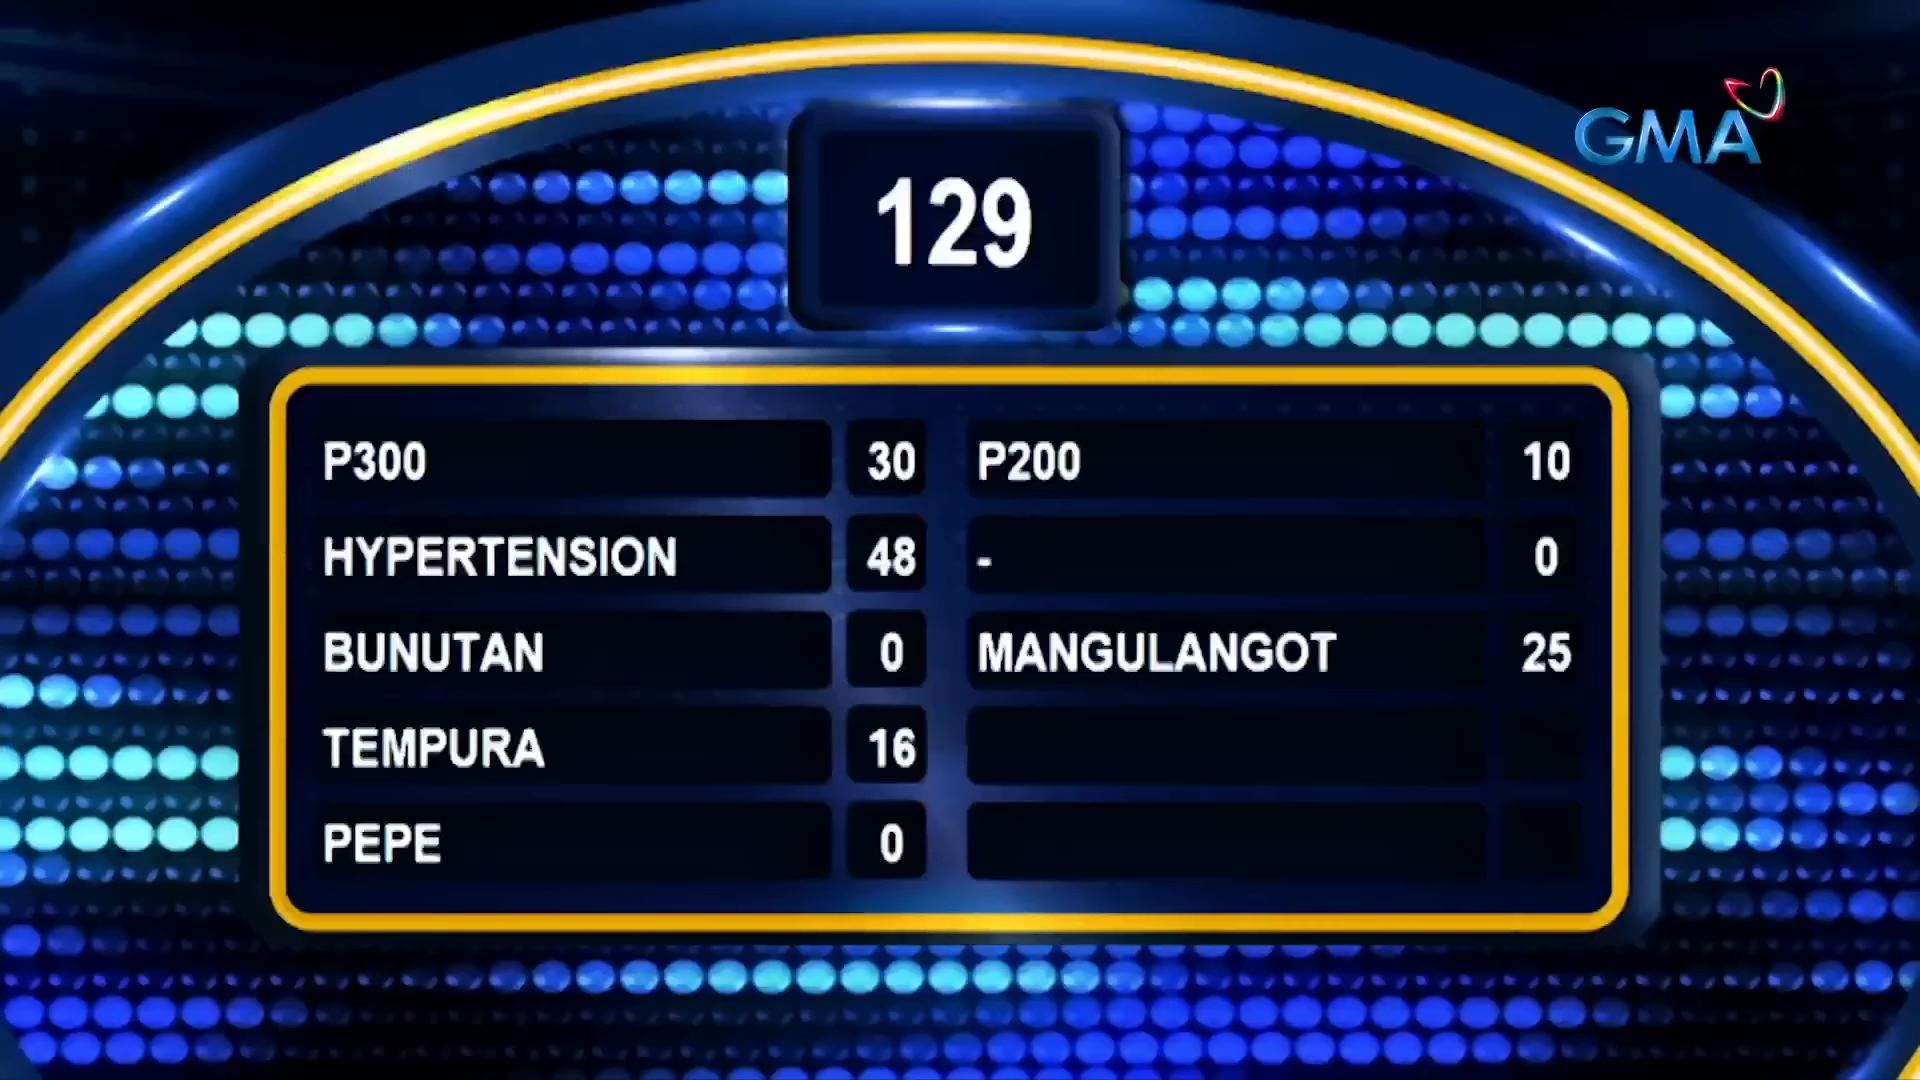 GMA
129
P300 30 P200 10
HYPERTENSION 48 - 0
BUNUTAN 0 MANGULANGOT 25
TEMPURA 16
PEPE 0